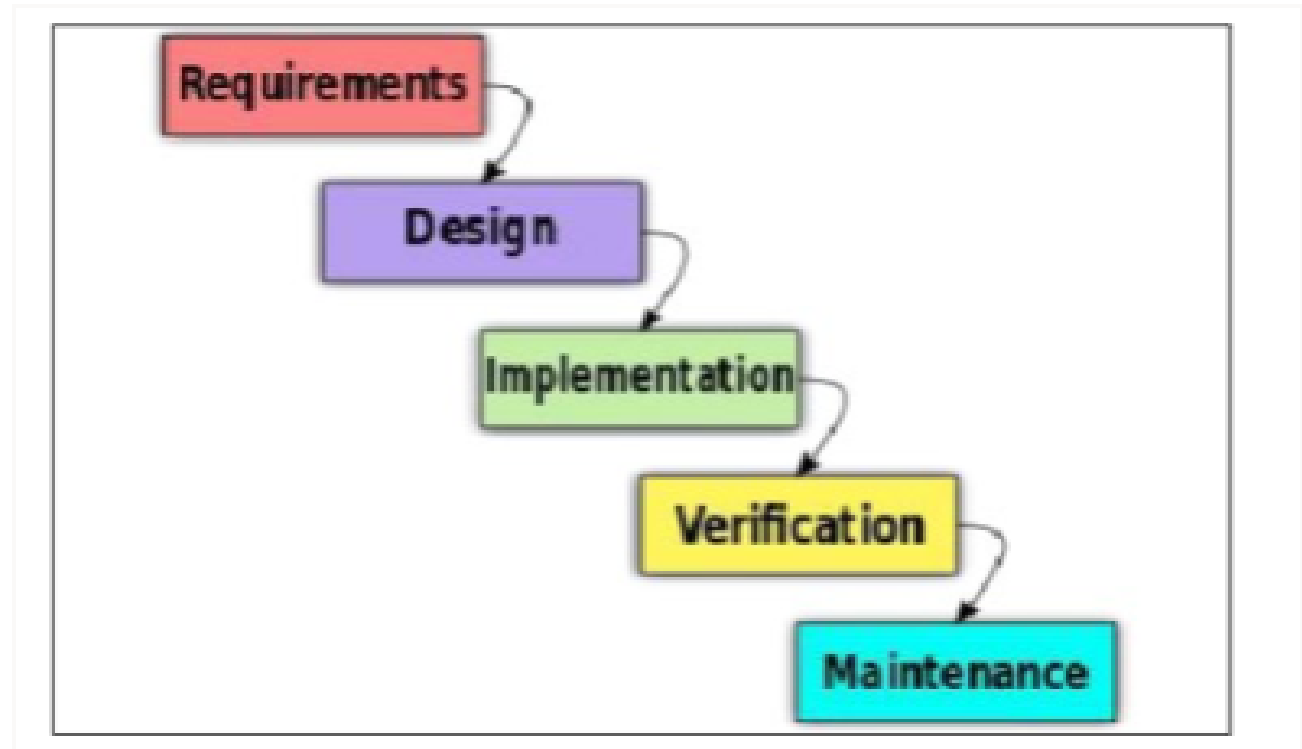 Requirements
Design
Implementation
Verification
Maintenance